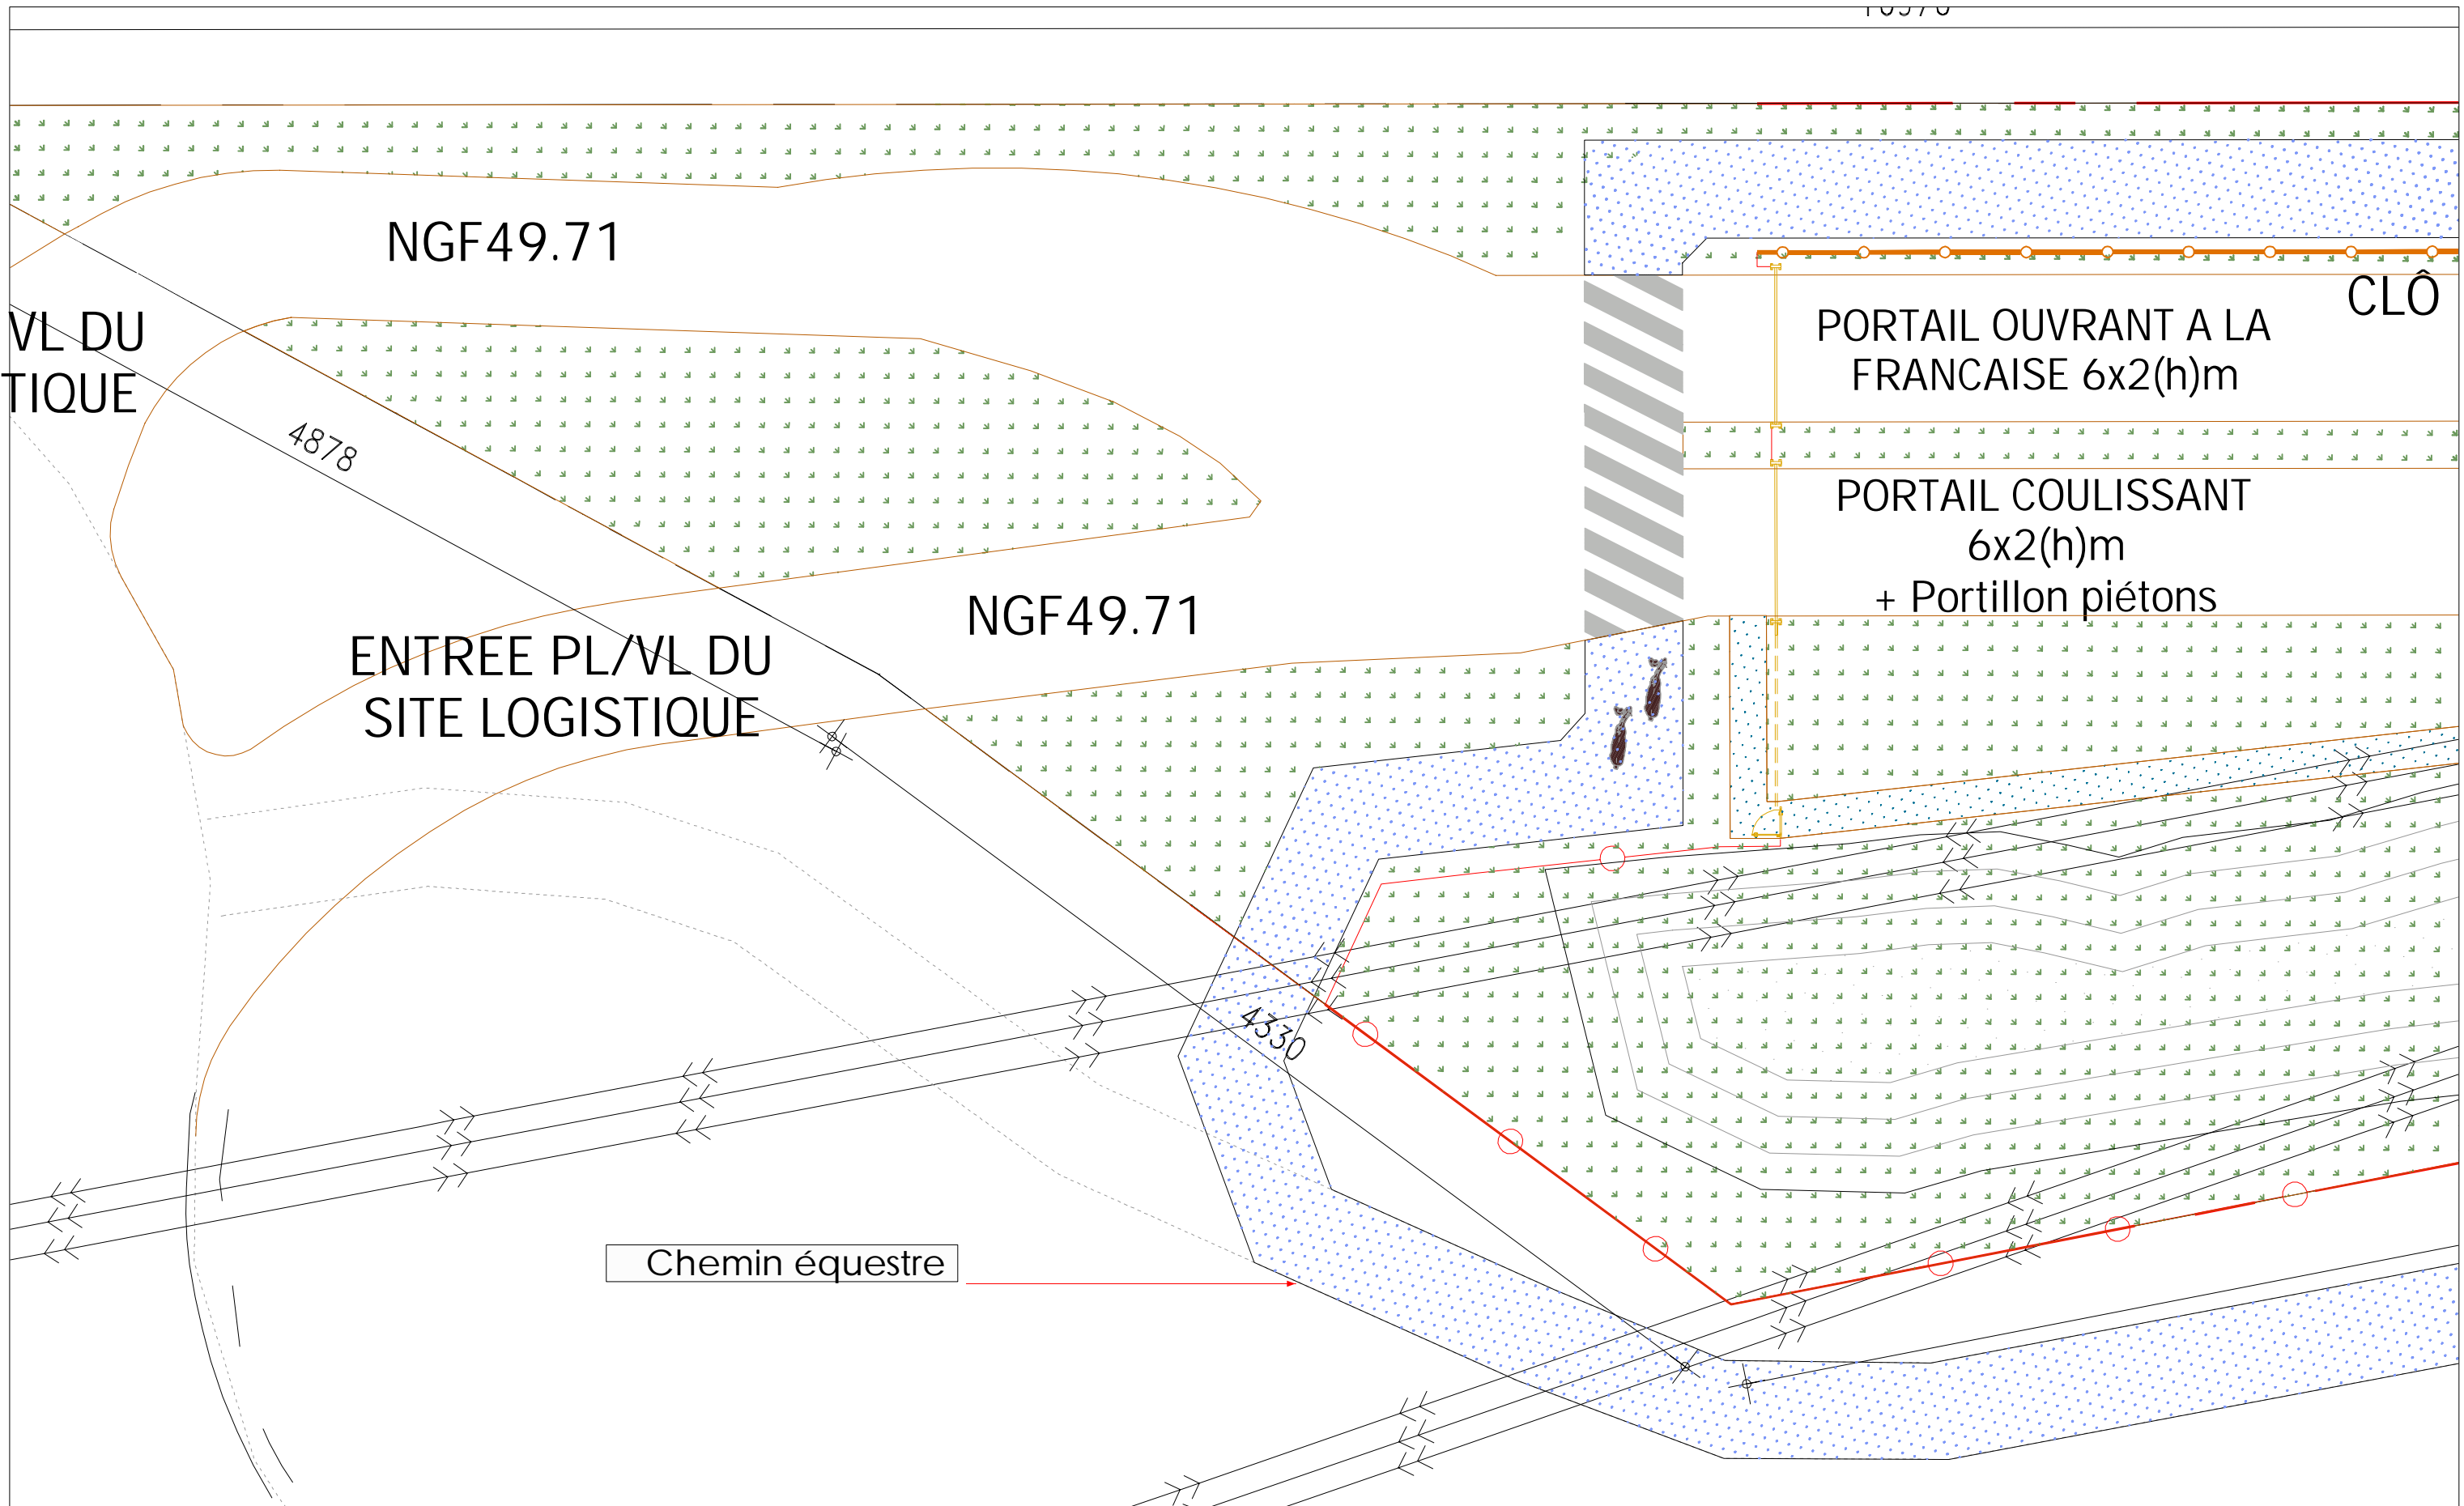 NGF49.71
CLÔ
VL DU
TIQUE
PORTAIL OUVRANT A LA
FRANCAISE 6x2(h)m
4878
PORTAIL COULISSANT
6x2(h)m
+ Portillon piétons
NGF49.71
ENTREE PL/VL DU
SITE LOGISTIQUE
4330
Chemin équestre